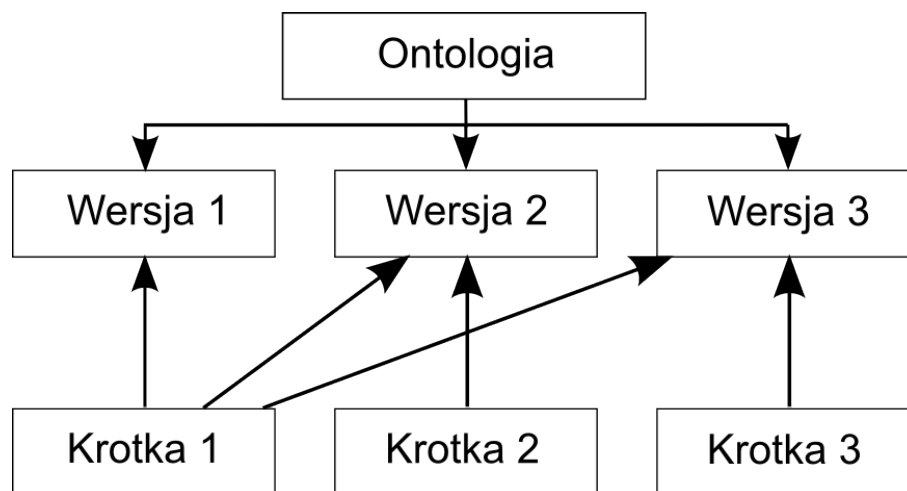 Ontologia
Wersja 1
Wersja 2
Wersja 3
Krotka 1
Krotka 2
Krotka 3